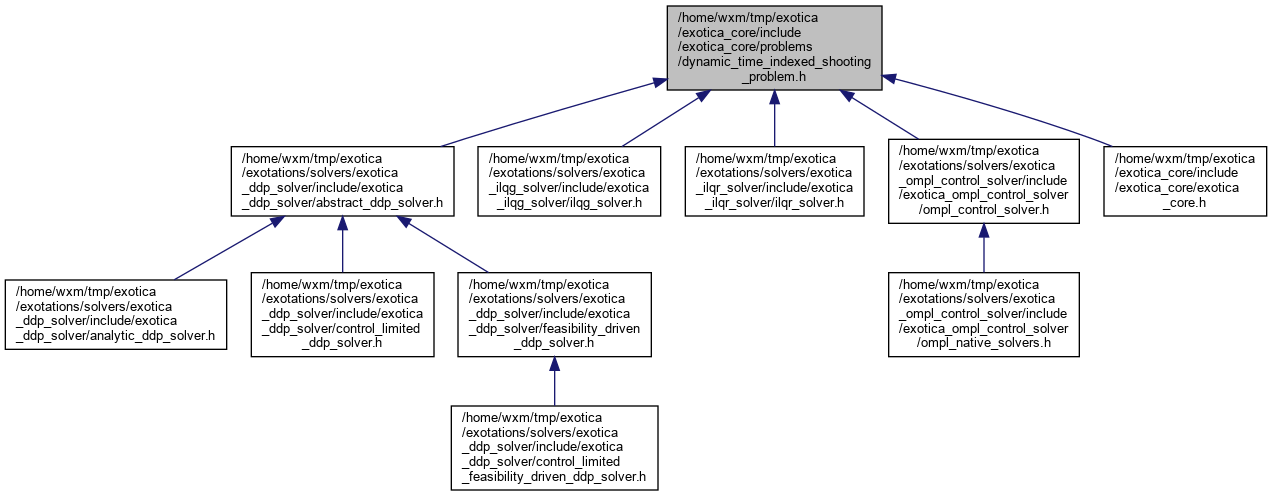 /home/wxm/tmp/exotica
/exotica_core/include
/exotica_core/problems
/dynamic_time_indexed_shooting
_problem.h
/home/wxm/tmp/exotica
/exotations/solvers/exotica
_ddp_solver/include/exotica
_ddp_solver/abstract_ddp_solver.h
/home/wxm/tmp/exotica
/exotations/solvers/exotica
_ilqg_solver/include/exotica
_ilqg_solver/ilqg_solver.h
/home/wxm/tmp/exotica
/exotations/solvers/exotica
_ilqr_solver/include/exotica
_ilqr_solver/ilqr_solver.h
/home/wxm/tmp/exotica
/exotations/solvers/exotica
_ompl_control_solver/include
/exotica_ompl_control_solver
/ompl_control_solver.h
/home/wxm/tmp/exotica
/exotica_core/include
/exotica_core/exotica
_core.h
/home/wxm/tmp/exotica
/exotations/solvers/exotica
_ddp_solver/include/exotica
_ddp_solver/analytic_ddp_solver.h
/home/wxm/tmp/exotica
/exotations/solvers/exotica
_ddp_solver/include/exotica
_ddp_solver/control_limited
_ddp_solver.h
/home/wxm/tmp/exotica
/exotations/solvers/exotica
_ddp_solver/include/exotica
_ddp_solver/feasibility_driven
_ddp_solver.h
/home/wxm/tmp/exotica
/exotations/solvers/exotica
_ompl_control_solver/include
/exotica_ompl_control_solver
/ompl_native_solvers.h
/home/wxm/tmp/exotica
/exotations/solvers/exotica
_ddp_solver/include/exotica
_ddp_solver/control_limited
_feasibility_driven_ddp_solver.h